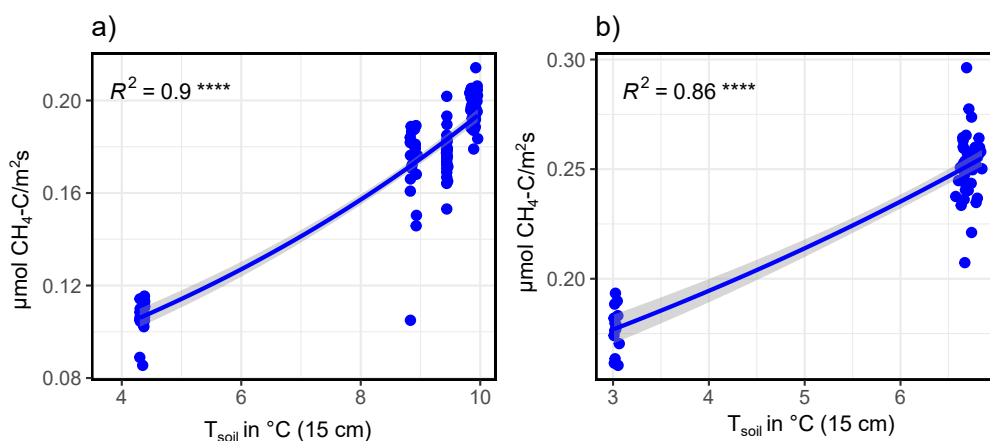 a)
R² = 0.9 ****
0.20
0.16
0.12
0.08
4
6
8
10
µmol CH₄-C/m²s
T_soil in °C (15 cm)
b)
R² = 0.86 ****
0.30
0.25
0.20
3
4
5
6
µmol CH₄-C/m²s
T_soil in °C (15 cm)